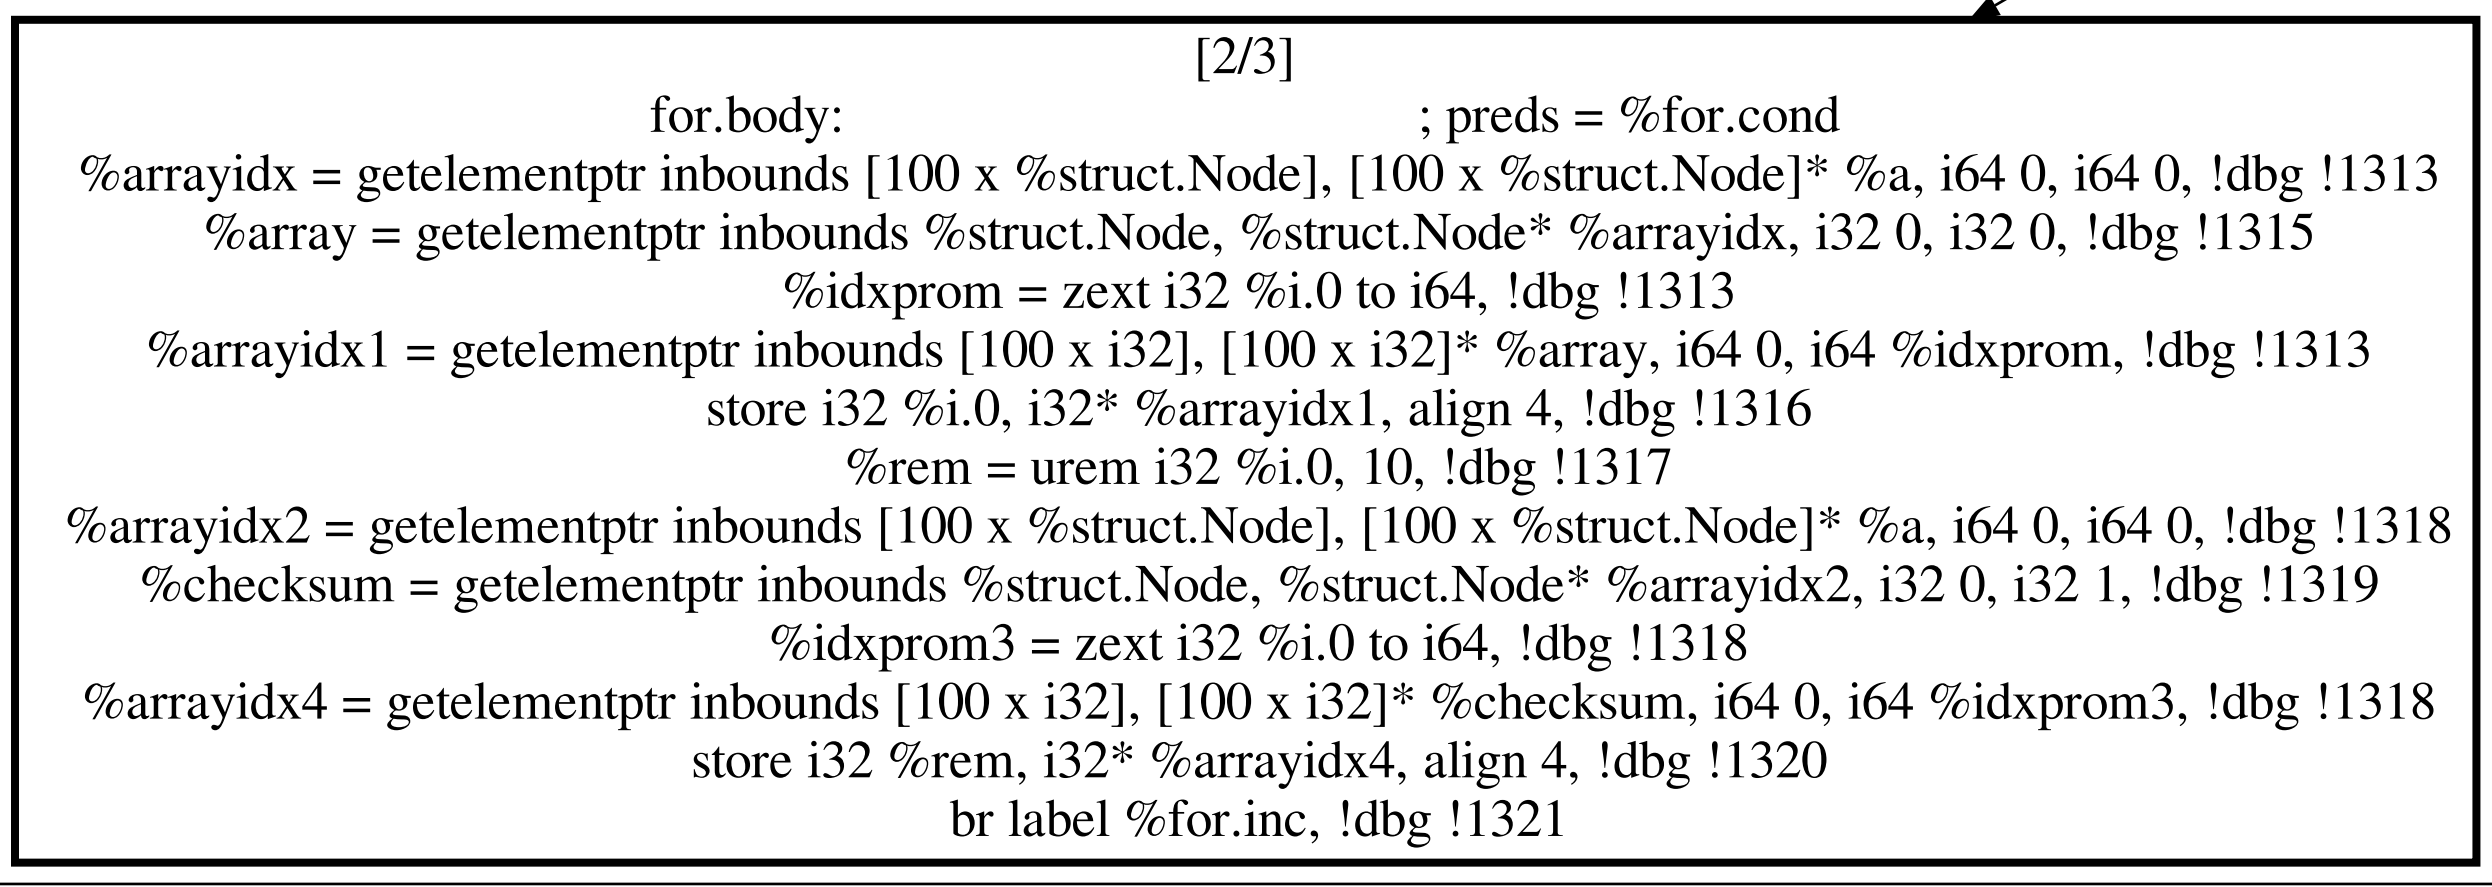 [2/3]
for.body: ; preds = %for.cond
%arrayidx = getelementptr inbounds [100 x %struct.Node], [100 x %struct.Node]* %a, i64 0, i64 0, !dbg !1313
%array = getelementptr inbounds %struct.Node, %struct.Node* %arrayidx, i32 0, i32 0, !dbg !1315
%idxprom = zext i32 %i.0 to i64, !dbg !1313
%arrayidx1 = getelementptr inbounds [100 x i32], [100 x i32]* %array, i64 0, i64 %idxprom, !dbg !1313
store i32 %i.0, i32* %arrayidx1, align 4, !dbg !1316
%rem = urem i32 %i.0, 10, !dbg !1317
%arrayidx2 = getelementptr inbounds [100 x %struct.Node], [100 x %struct.Node]* %a, i64 0, i64 0, !dbg !1318
%checksum = getelementptr inbounds %struct.Node, %struct.Node* %arrayidx2, i32 0, i32 1, !dbg !1319
%idxprom3 = zext i32 %i.0 to i64, !dbg !1318
%arrayidx4 = getelementptr inbounds [100 x i32], [100 x i32]* %checksum, i64 0, i64 %idxprom3, !dbg !1318
store i32 %rem, i32* %arrayidx4, align 4, !dbg !1320
br label %for.inc, !dbg !1321